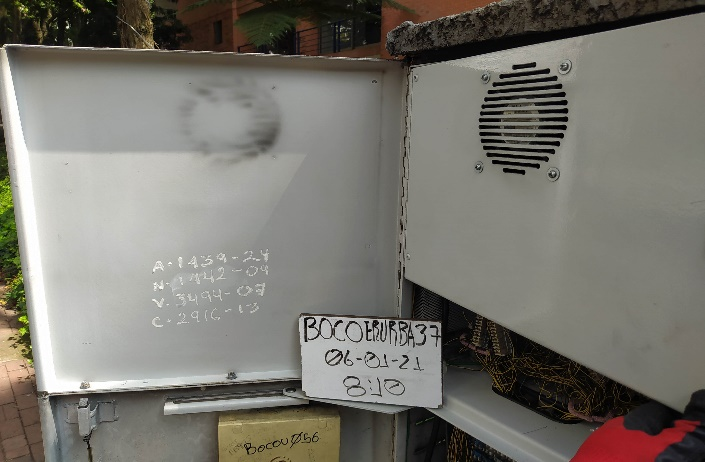 A-1439-24
N-1442-09
V-3494-07
C-2916-13
BOCOERURBA37
06-01-21
8:10
BOCOU056